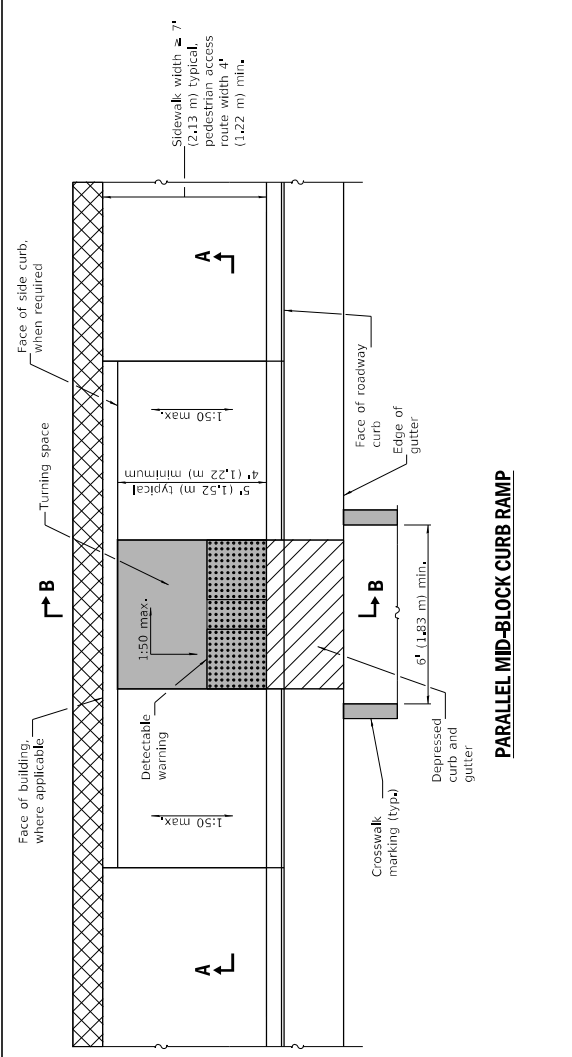 Sidewalk width ≥ 7'
(2.13 m) typical,
pedestrian access
route width 4'
(1.22 m) min.
Face of side curb,
when required
A
Turning space
1:50 max.
Face of roadway
curb
5' (1.52 m) typical
4' (1.22 m) minimum
Edge of
gutter
B
B
1:50 max.
6' (1.83 m) min.
Face of building,
where applicable
Detectable
warning
Depressed
curb and
gutter
1:50 max.
Crosswalk
marking (typ.)
A
PARALLEL MID-BLOCK CURB RAMP